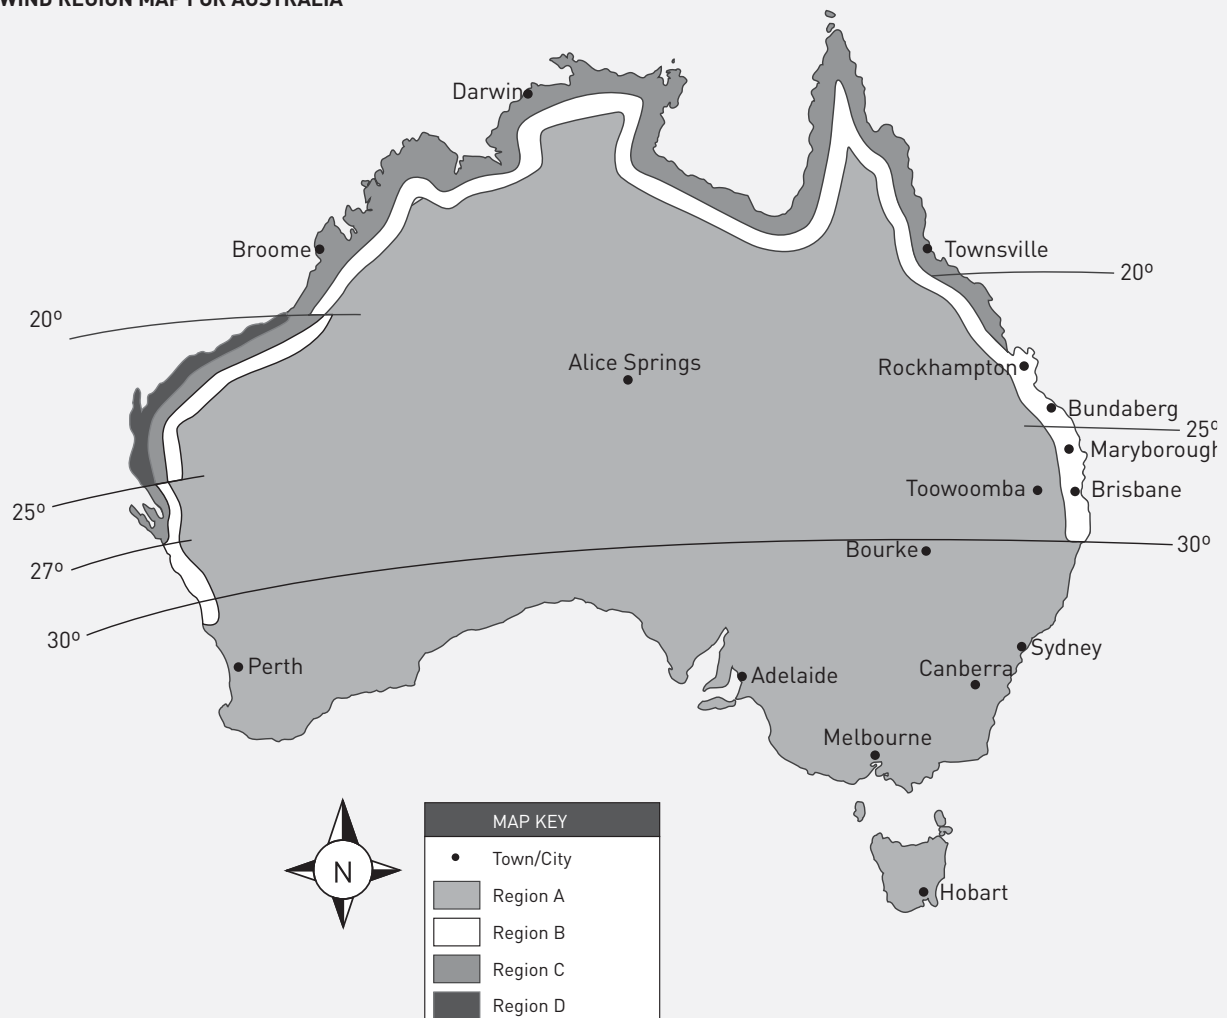 WIND REGION MAP FOR AUSTRALIA
Darwin
Broome
Townsville
20º
20º
Alice Springs
Rockhampton
Bundaberg
25º
Maryborough
Toowoomba
Brisbane
25º
Bourke
30º
27º
30º
Perth
Sydney
Adelaide
Canberra
Melbourne
Hobart
N
MAP KEY
Town/City
Region A
Region B
Region C
Region D